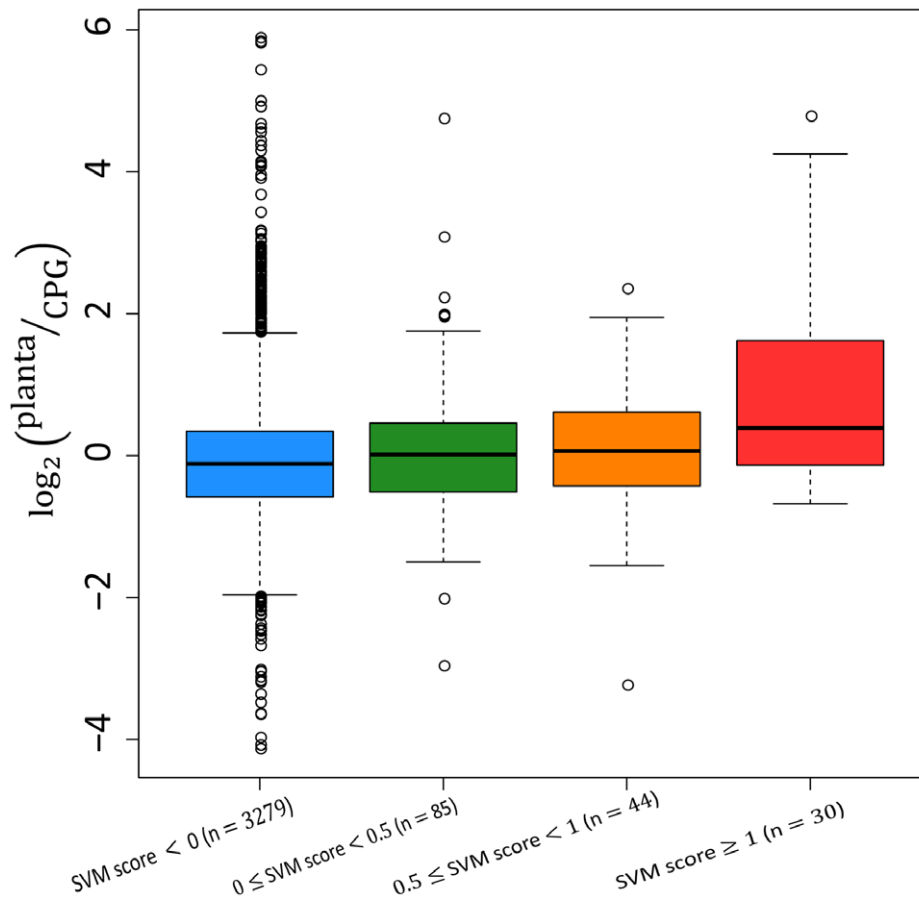 log₂(planta/CPG)
6
4
2
0
−2
−4
SVM score < 0 (n = 3279)
0 ≤ SVM score < 0.5 (n = 85)
0.5 ≤ SVM score < 1 (n = 44)
SVM score ≥ 1 (n = 30)